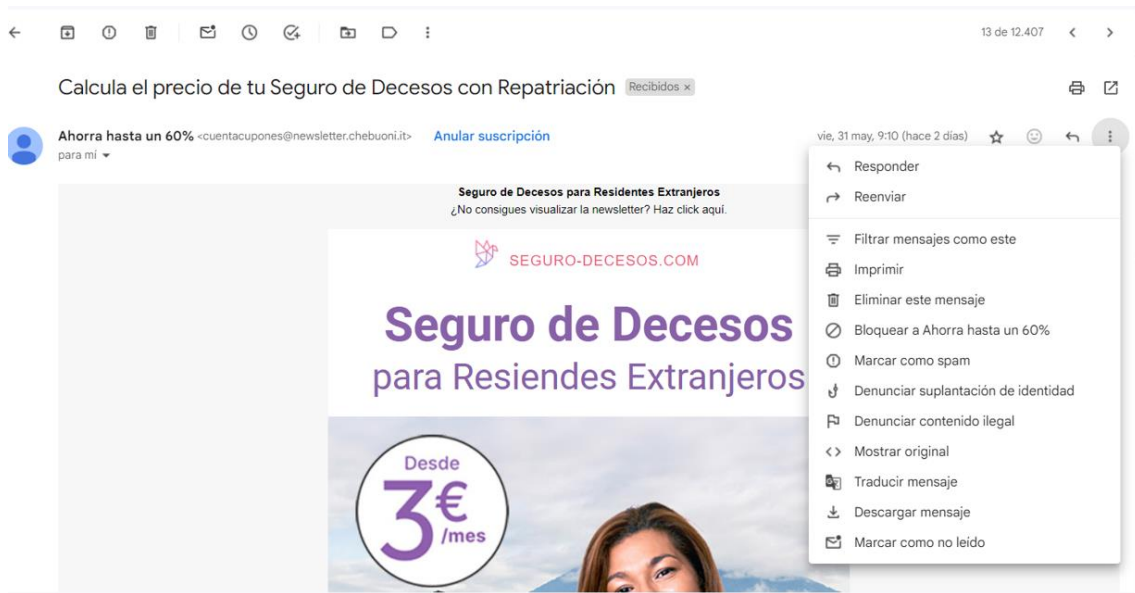 13 de 12.407
Calcula el precio de tu Seguro de Decesos con Repatriación Recibidos ×
Ahorra hasta un 60% <cuentacupones@newsletter.chebuoni.it> Anular suscripción vie, 31 may, 9:10 (hace 2 días)
para mí
Responder
Reenviar
Filtrar mensajes como este
Imprimir
Eliminar este mensaje
Bloquear a Ahorra hasta un 60%
Marcar como spam
Denunciar suplantación de identidad
Denunciar contenido ilegal
Mostrar original
Traducir mensaje
Descargar mensaje
Marcar como no leído
Seguro de Decesos para Residentes Extranjeros
¿No consigues visualizar la newsletter? Haz click aquí.
SEGURO-DECESOS.COM
Seguro de Decesos
para Resiendes Extranjeros
Desde
3€
/mes